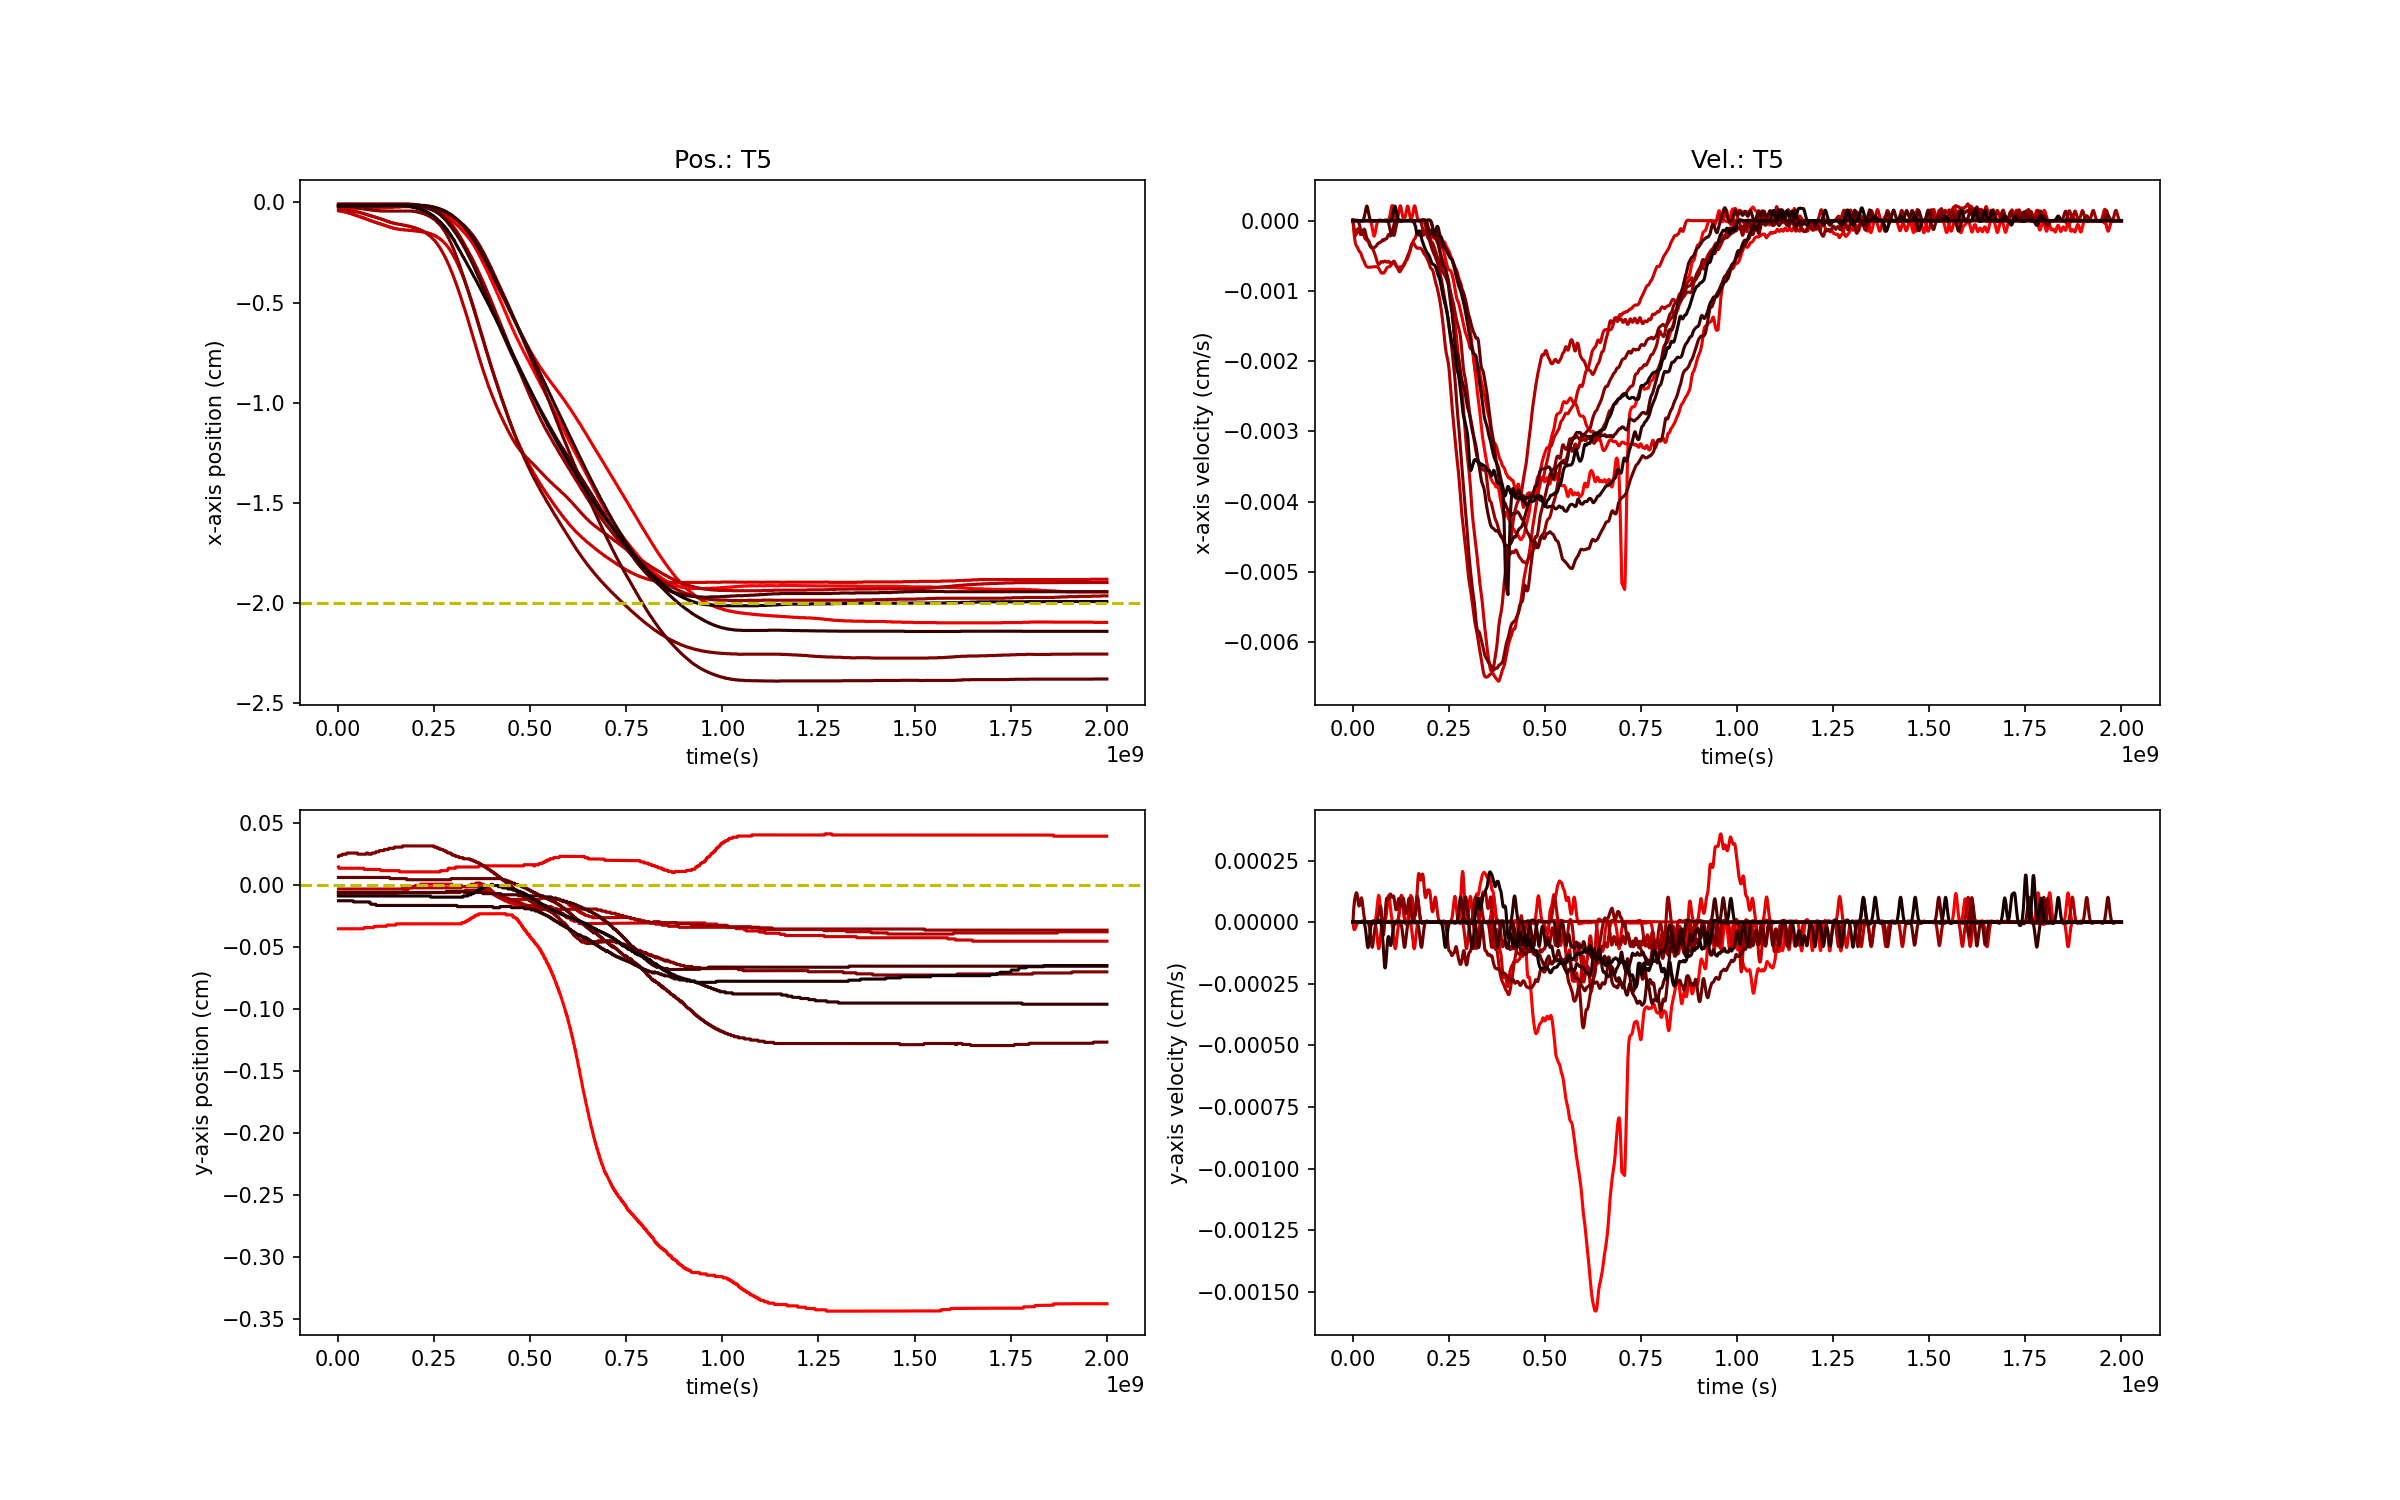 Pos.: T5
0.0
−0.5
−1.0
−1.5
−2.0
−2.5
x-axis position (cm)
0.00 0.25 0.50 0.75 1.00 1.25 1.50 1.75 2.00
1e9
time(s)
Vel.: T5
0.000
−0.001
−0.002
−0.003
−0.004
−0.005
−0.006
x-axis velocity (cm/s)
0.00 0.25 0.50 0.75 1.00 1.25 1.50 1.75 2.00
1e9
time(s)
0.05
0.00
−0.05
−0.10
−0.15
−0.20
−0.25
−0.30
−0.35
y-axis position (cm)
0.00 0.25 0.50 0.75 1.00 1.25 1.50 1.75 2.00
1e9
time(s)
0.00025
0.00000
−0.00025
−0.00050
−0.00075
−0.00100
−0.00125
−0.00150
y-axis velocity (cm/s)
0.00 0.25 0.50 0.75 1.00 1.25 1.50 1.75 2.00
1e9
time (s)